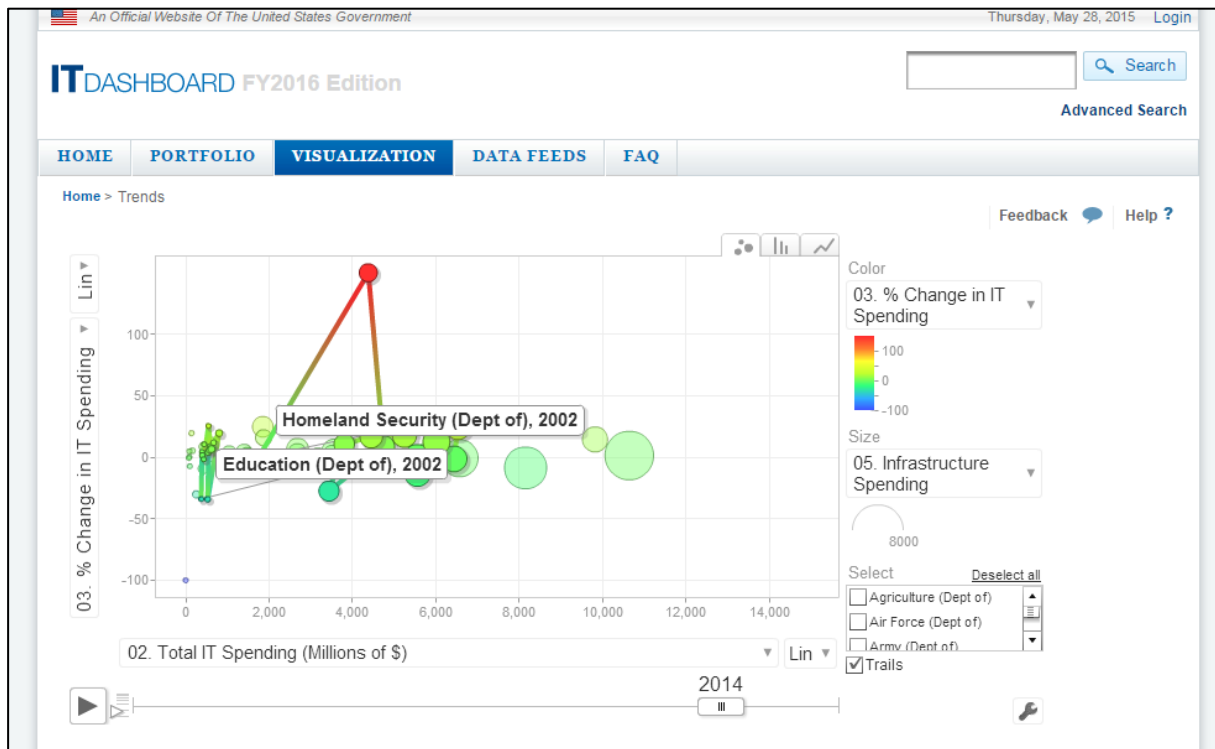 An Official Website Of The United States Government
Thursday, May 28, 2015 Login
ITDASHBOARD FY2016 Edition
Search
Advanced Search
HOME PORTFOLIO VISUALIZATION DATA FEEDS FAQ
Home > Trends
Feedback Help ?
Lin
03. % Change in IT Spending
100
50
0
-50
-100
Homeland Security (Dept of), 2002
Education (Dept of), 2002
0 2,000 4,000 6,000 8,000 10,000 12,000 14,000
02. Total IT Spending (Millions of $) Lin
2014
Color
03. % Change in IT
Spending
100
0
-100
Size
05. Infrastructure
Spending
8000
Select Deselect all
Agriculture (Dept of)
Air Force (Dept of)
Army (Dept of)
Trails